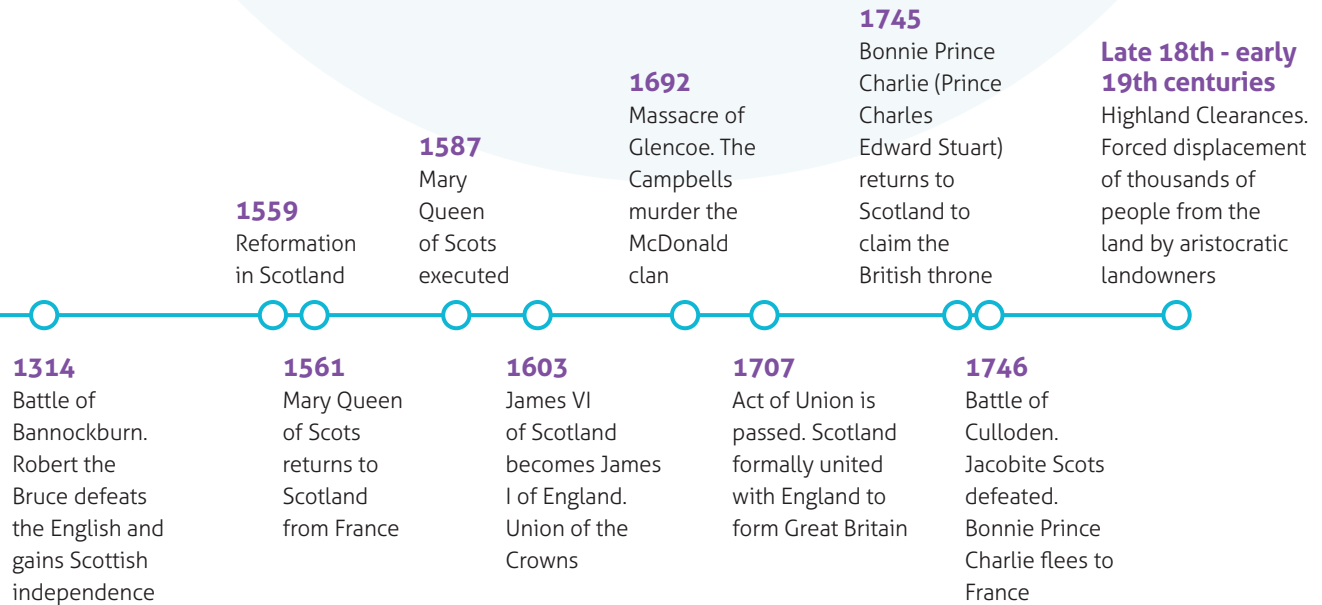 1314
Battle of
Bannockburn.
Robert the
Bruce defeats
the English and
gains Scottish
independence
1559
Reformation
in Scotland
1561
Mary Queen
of Scots
returns to
Scotland
from France
1587
Mary
Queen
of Scots
executed
1603
James VI
of Scotland
becomes James
I of England.
Union of the
Crowns
1692
Massacre of
Glencoe. The
Campbells
murder the
McDonald
clan
1707
Act of Union is
passed. Scotland
formally united
with England to
form Great Britain
1745
Bonnie Prince
Charlie (Prince
Charles
Edward Stuart)
returns to
Scotland to
claim the
British throne
1746
Battle of
Culloden.
Jacobite Scots
defeated.
Bonnie Prince
Charlie flees to
France
Late 18th - early
19th centuries
Highland Clearances.
Forced displacement
of thousands of
people from the
land by aristocratic
landowners